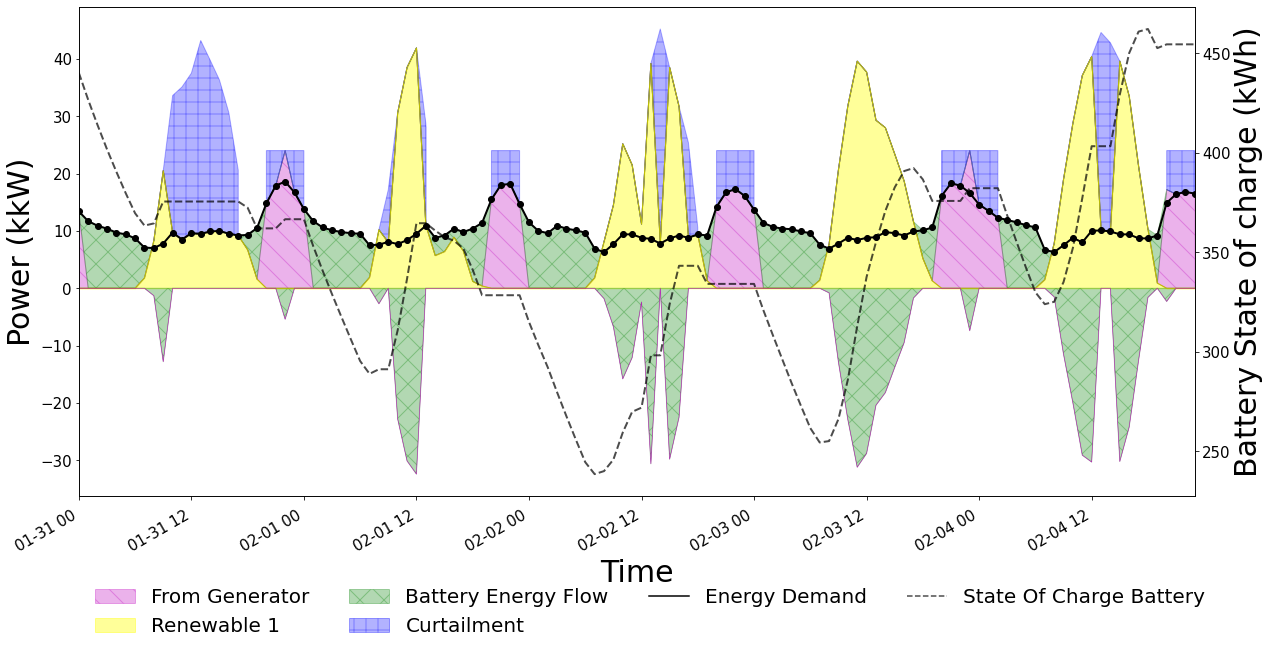 40
30
20
10
0
−10
−20
−30
Power (kkW)
450
400
350
300
250
Battery State of charge (kWh)
01-31 00
01-31 12
02-01 00
02-01 12
02-02 00
02-02 12
02-03 00
02-03 12
02-04 00
02-04 12
Time
From Generator
Battery Energy Flow
Energy Demand
State Of Charge Battery
Renewable 1
Curtailment